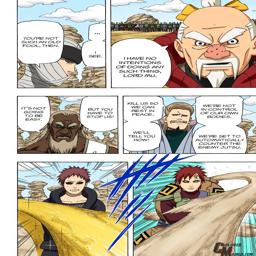 I HAVE NO
INTENTIONS
OF DOING ANY
SUCH THING,
LORD MU.
...I
SEE.
YOU'RE NOT
SUCH AN OLD
FOOL, THEN.
WE'RE NOT
IN CONTROL
OF OUR OWN
BODIES.
WE'RE SET TO
AUTOMATICALLY
COUNTER THE
ENEMY JUTSU.
KILL US SO WE
CAN REST
IN PEACE.
WE'LL
TELL YOU
HOW!
BUT YOU
HAVE TO
STOP US!
IT'S NOT
GOING
TO BE
EASY.